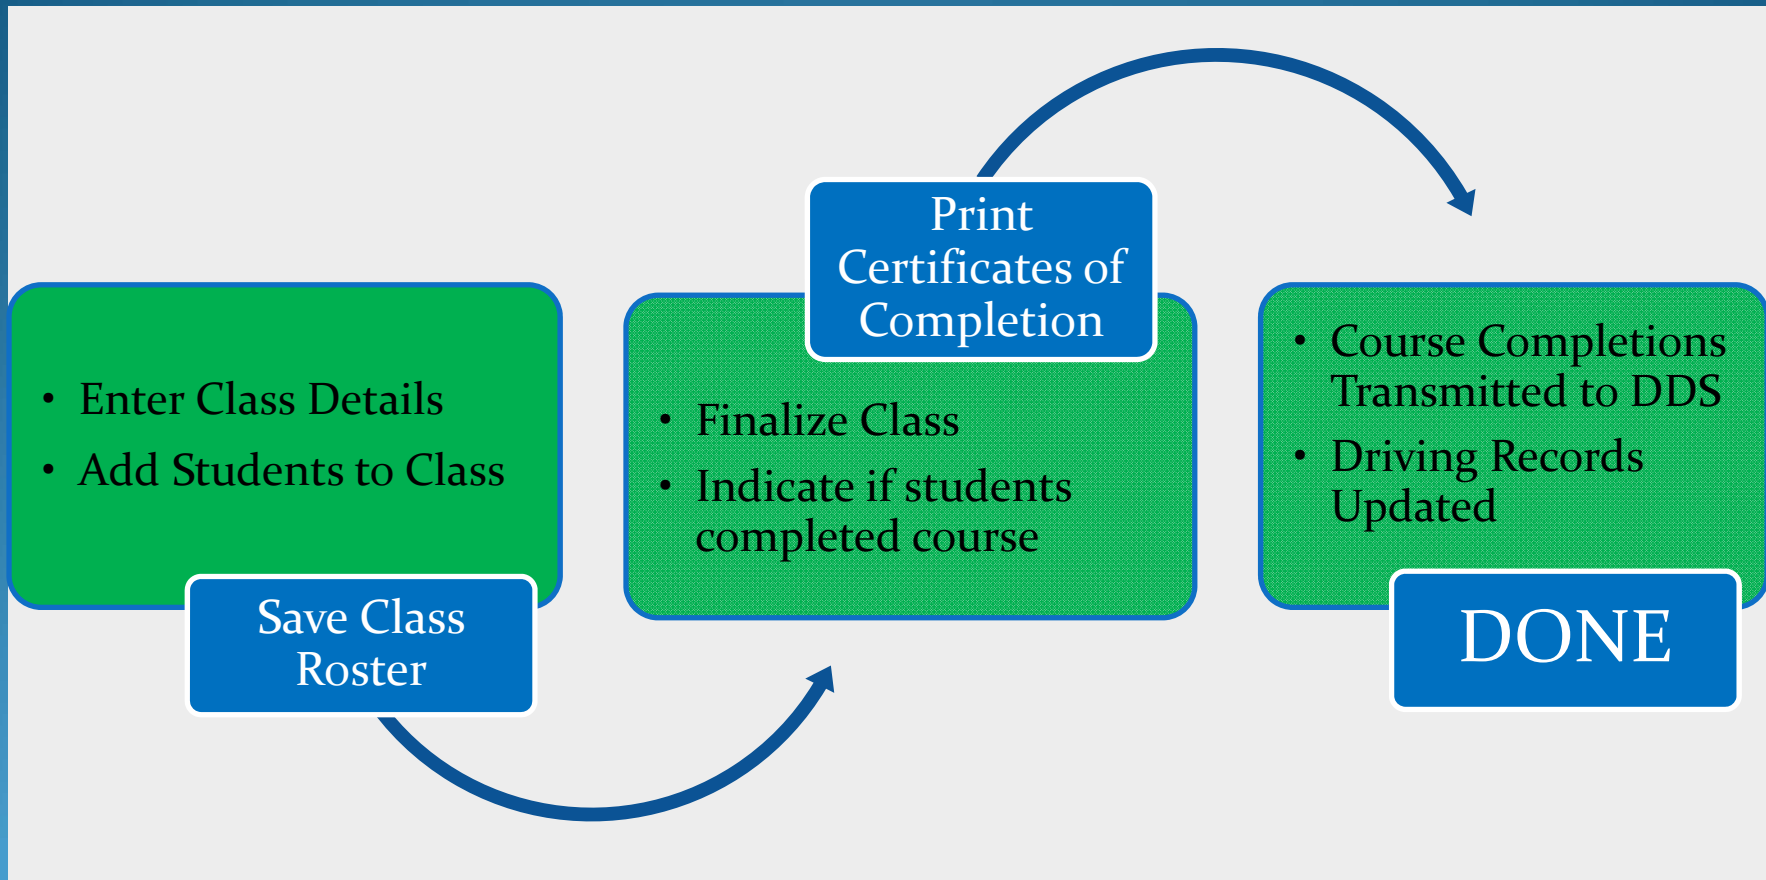 • Enter Class Details
• Add Students to Class
Save Class
Roster
Print
Certificates of
Completion
• Finalize Class
• Indicate if students
completed course
• Course Completions
Transmitted to DDS
• Driving Records
Updated
DONE